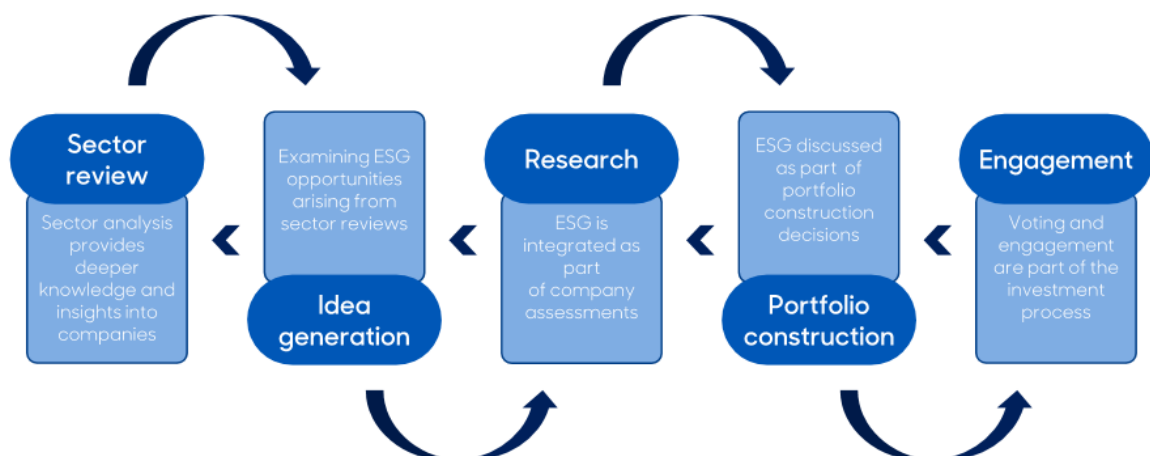 Sector
review
Sector analysis
provides
deeper
knowledge and
insights into
companies
Examining ESG
opportunities
arising from
sector reviews
Idea
generation
Research
ESG is
integrated as
part
of company
assessments
ESG discussed
as part of
portfolio
construction
decisions
Portfolio
construction
Engagement
Voting and
engagement
are part of the
investment
process